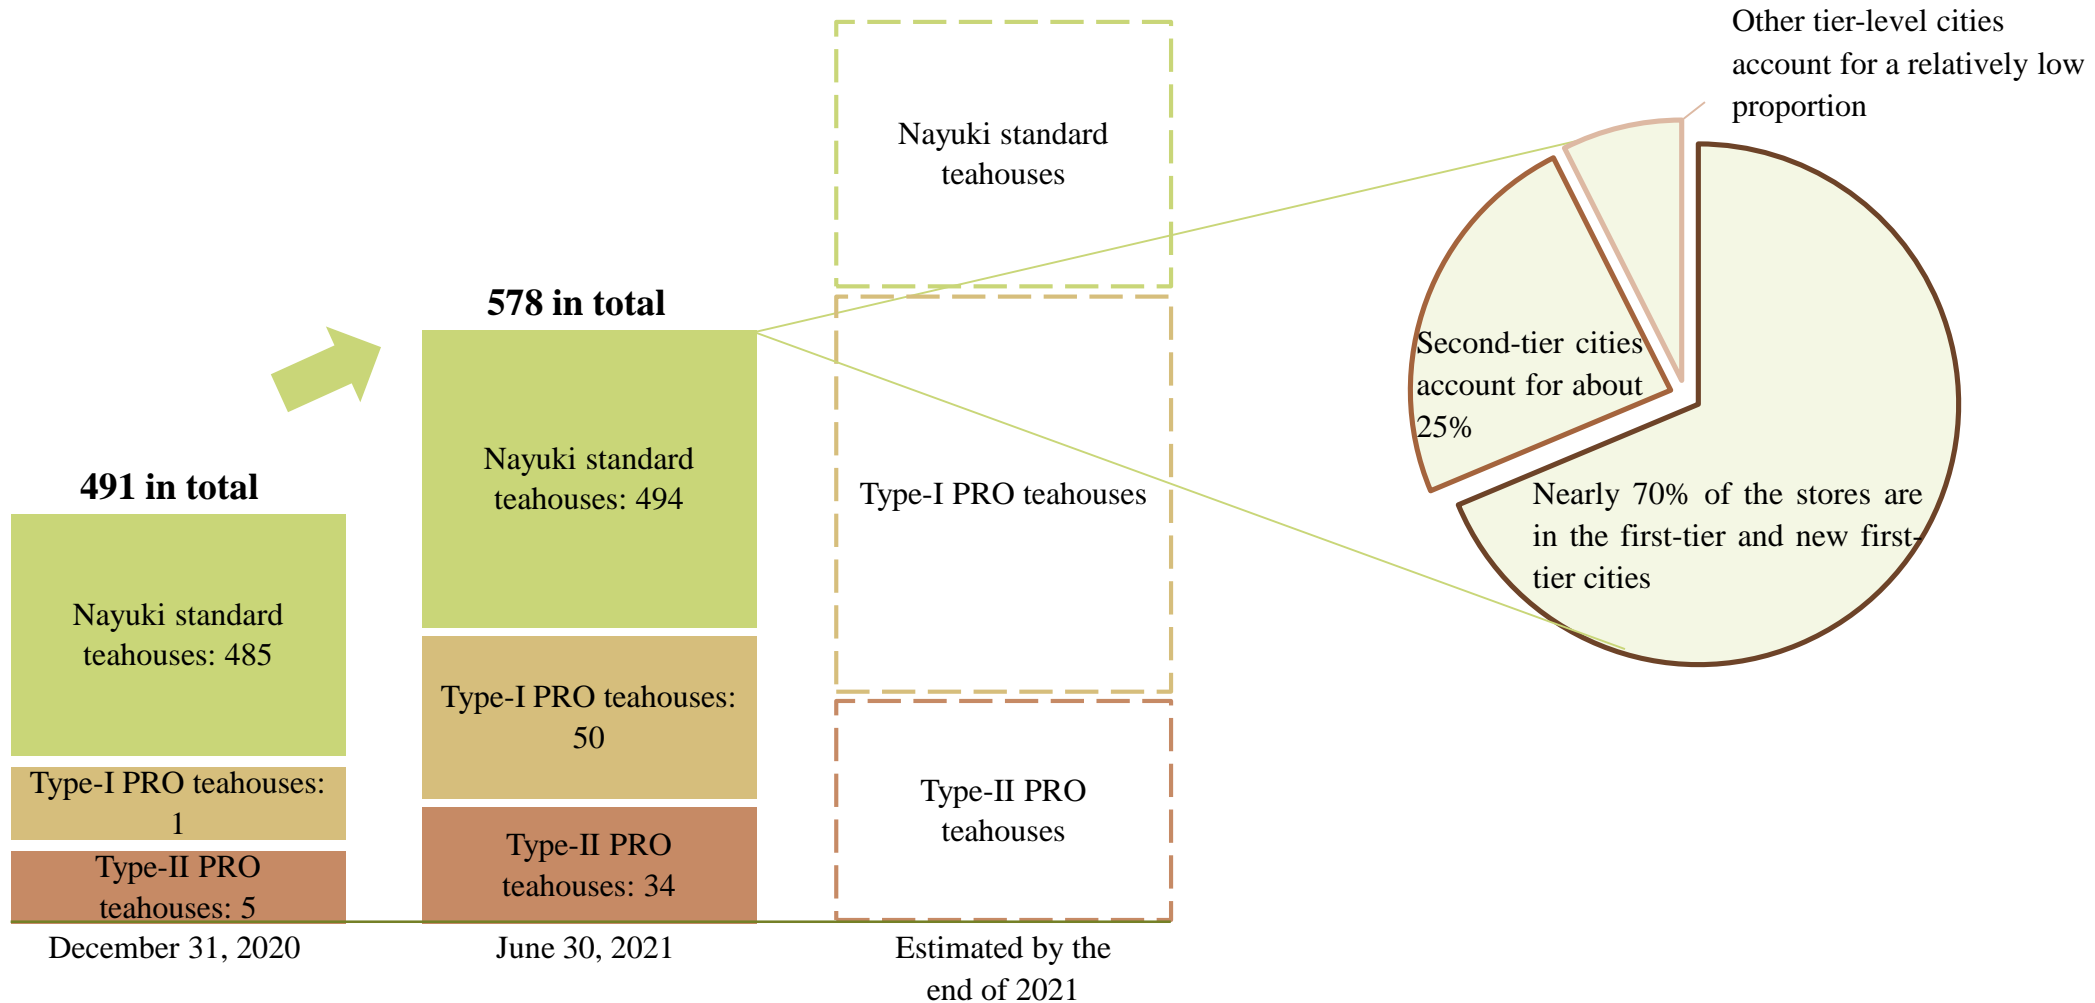 491 in total
Nayuki standard
teahouses: 485
Type-I PRO teahouses:
1
Type-II PRO
teahouses: 5
December 31, 2020
578 in total
Nayuki standard
teahouses: 494
Type-I PRO teahouses:
50
Type-II PRO
teahouses: 34
June 30, 2021
Nayuki standard
teahouses
Type-I PRO teahouses
Type-II PRO
teahouses
Estimated by the
end of 2021
Other tier-level cities
account for a relatively low
proportion
Second-tier cities
account for about
25%
Nearly 70% of the stores are
in the first-tier and new first-
tier cities